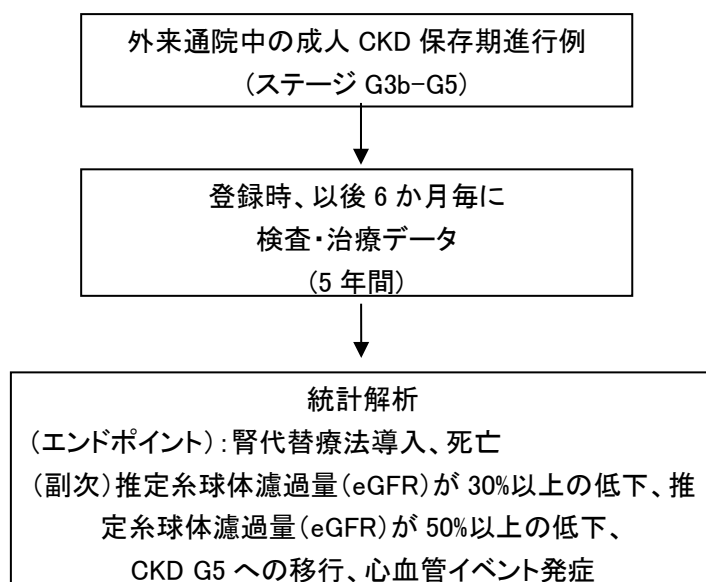 外来通院中の成人 CKD 保存期進行例
(ステージ G3b-G5)
登録時、以後 6 か月毎に
検査・治療データ
(5 年間)
統計解析
(エンドポイント):腎代替療法導入、死亡
(副次)推定糸球体濾過量(eGFR)が 30%以上の低下、推
定糸球体濾過量(eGFR)が 50%以上の低下、
CKD G5 への移行、心血管イベント発症